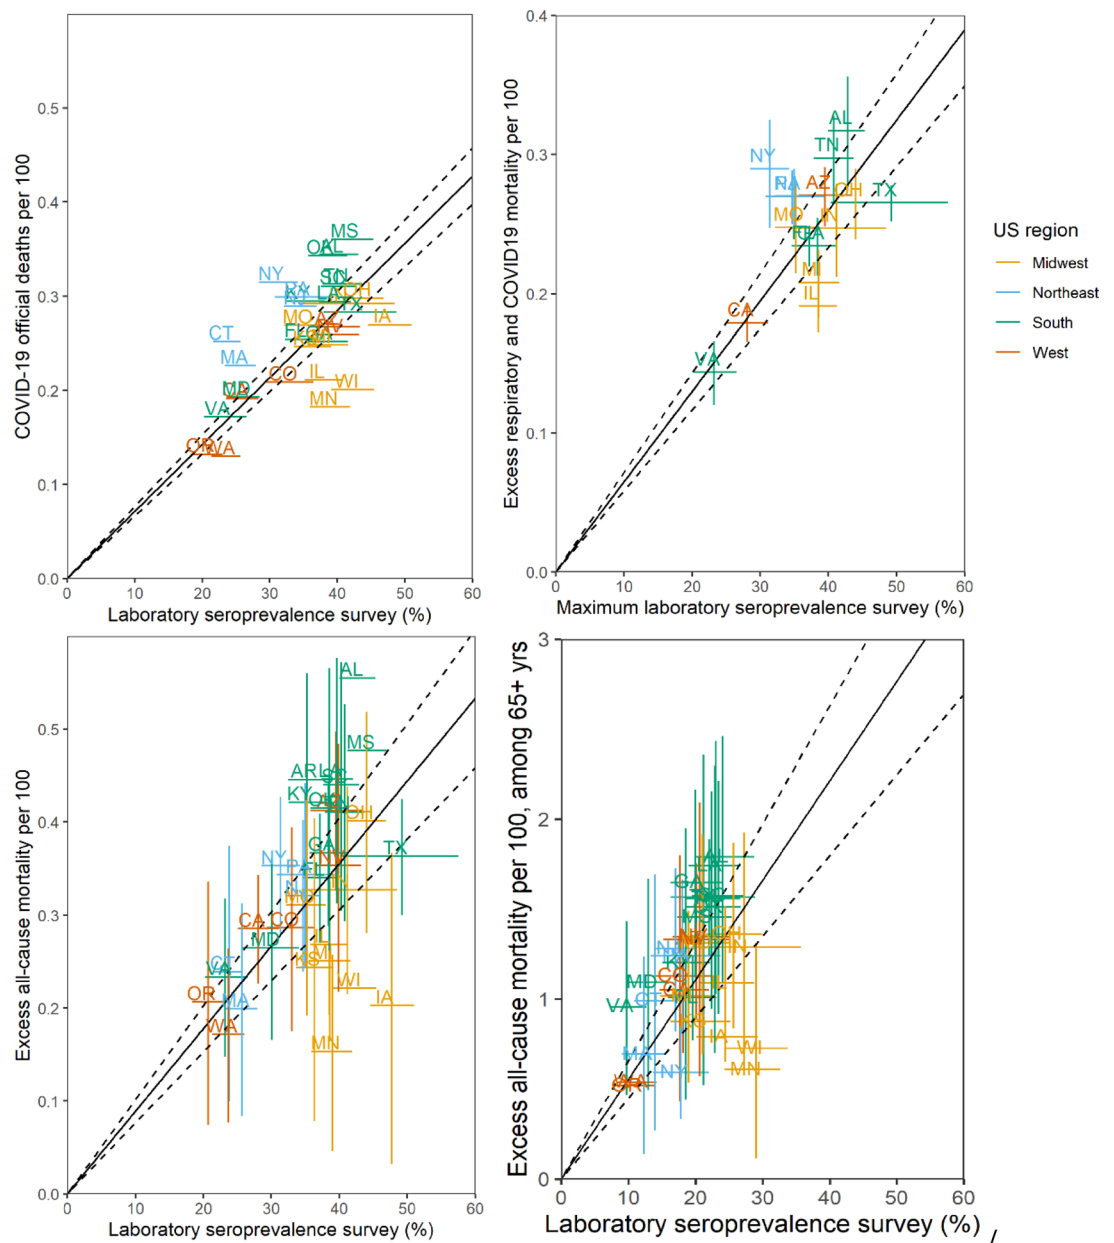 COVID-19 official deaths per 100
0.5
0.4
0.3
0.2
0.1
0.0
MS
AL
NY
SC
IA
CT
MA
CO
IL
WI
MN
MO
MD
VA
OR
WA
TX
0 10 20 30 40 50 60
Laboratory seroprevalence survey (%)
Excess respiratory and COVID19 mortality per 100
0.4
0.3
0.2
0.1
0.0
AL
TN
NY
AZ
OH
TX
MO
IN
GA
MI
IL
CA
VA
0 10 20 30 40 50 60
Maximum laboratory seroprevalence survey (%)
US region
Midwest
Northeast
South
West
Excess all-cause mortality per 100
0.5
0.4
0.3
0.2
0.1
0.0
AL
MS
AR
LA
KY
OH
NY
GA
TX
CA
CO
MD
CT
VA
KS
WI
IA
OR
MA
WA
MN
0 10 20 30 40 50 60
Laboratory seroprevalence survey (%)
Excess all-cause mortality per 100, among 65+ yrs
3
2
1
0
GA
MD
VA
CO
MA
NY
IN
IA
WI
MN
0 10 20 30 40 50 60
Laboratory seroprevalence survey (%)
/